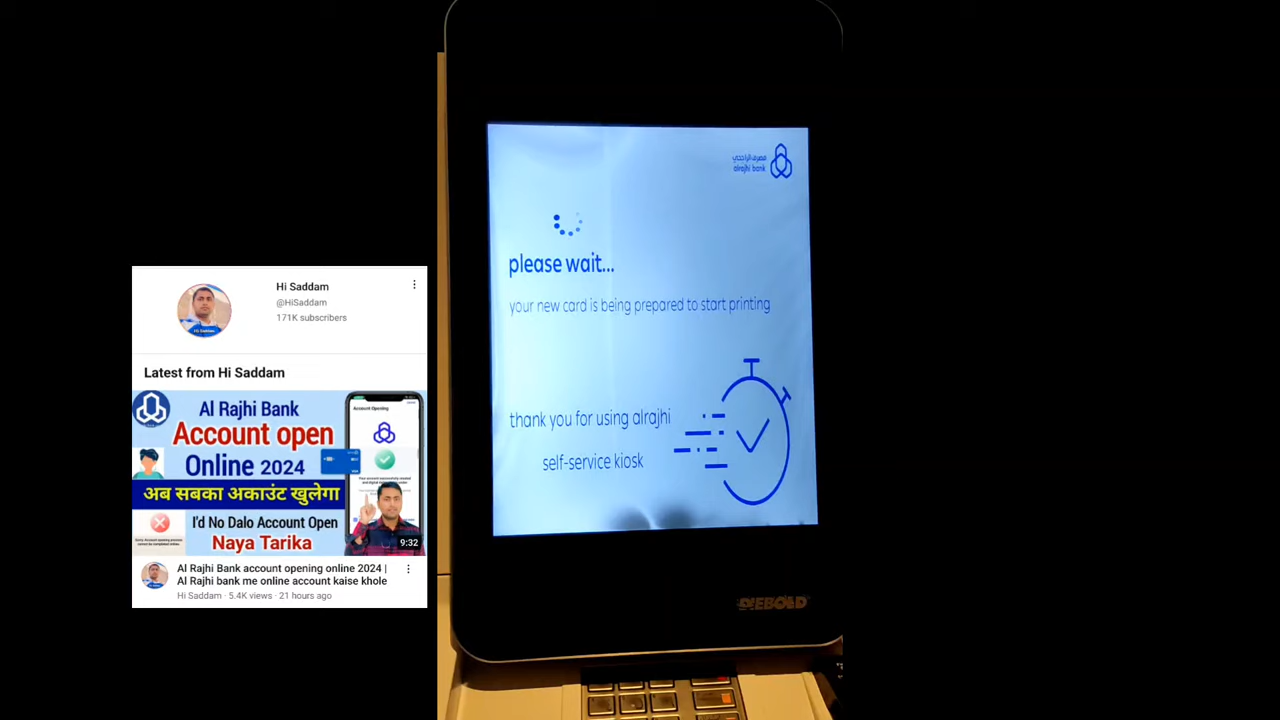 Hi Saddam
@HiSaddam
171K subscribers
Latest from Hi Saddam
Al Rajhi Bank
Account open
Online 2024
अब सबका अकाउंट खुलेगा
I'd No Dalo Account Open
Naya Tarika
Account Opening
9:32
Al Rajhi Bank account opening online 2024 |
Al Rajhi bank me online account kaise khole
Hi Saddam · 5.4K views · 21 hours ago
مصرف الراجحي
alrajhi bank
please wait...
your new card is being prepared to start printing
thank you for using alrajhi
self-service kiosk
DIEBOLD